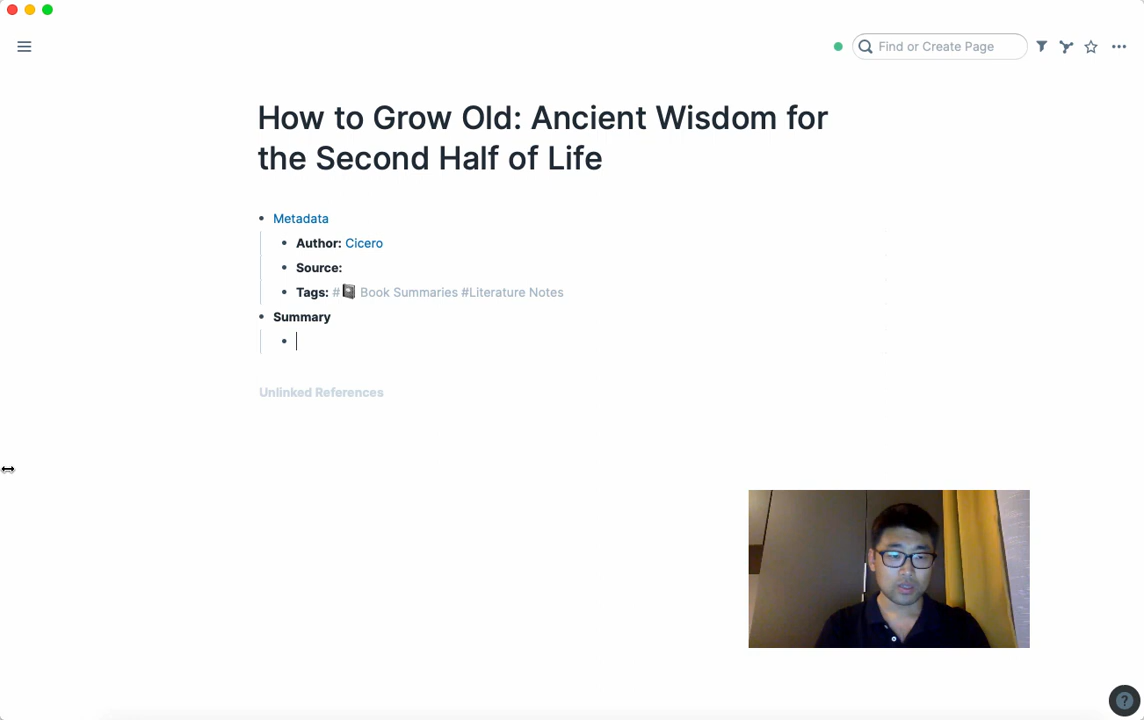 Find or Create Page
How to Grow Old: Ancient Wisdom for
the Second Half of Life
Metadata
Author: Cicero
Source:
Tags: #📓 Book Summaries #Literature Notes
Summary
Unlinked References
?